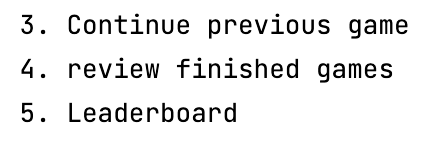 3. Continue previous game
4. review finished games
5. Leaderboard